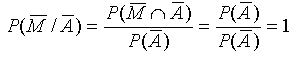 P(M̅ / A̅) = P(M̅ ∩ A̅) / P(A̅) = P(A̅) / P(A̅) = 1